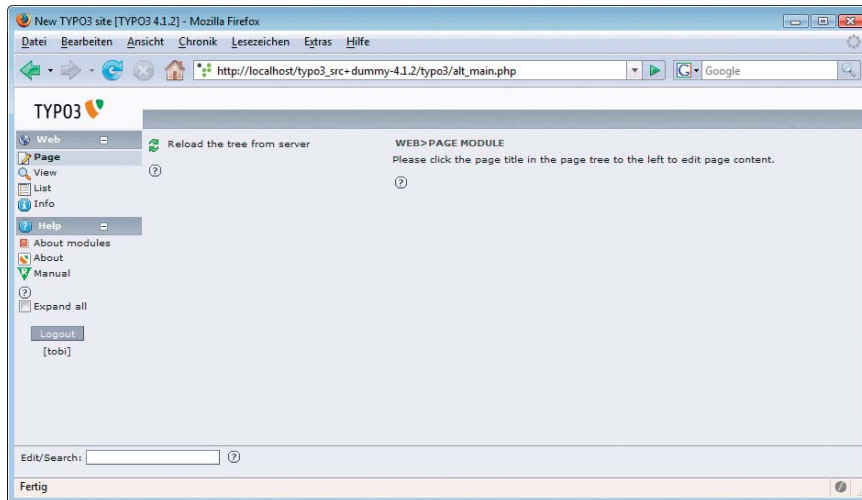 New TYPO3 site [TYPO3 4.1.2] - Mozilla Firefox
Datei Bearbeiten Ansicht Chronik Lesezeichen Extras Hilfe
http://localhost/typo3_src+dummy-4.1.2/typo3/alt_main.php
G Google
TYPO3
Web
Page
View
List
Info
Help
About modules
About
Manual
?
Expand all
Logout
[tobi]
Reload the tree from server
?
WEB>PAGE MODULE
Please click the page title in the page tree to the left to edit page content.
?
Edit/Search: ?
Fertig